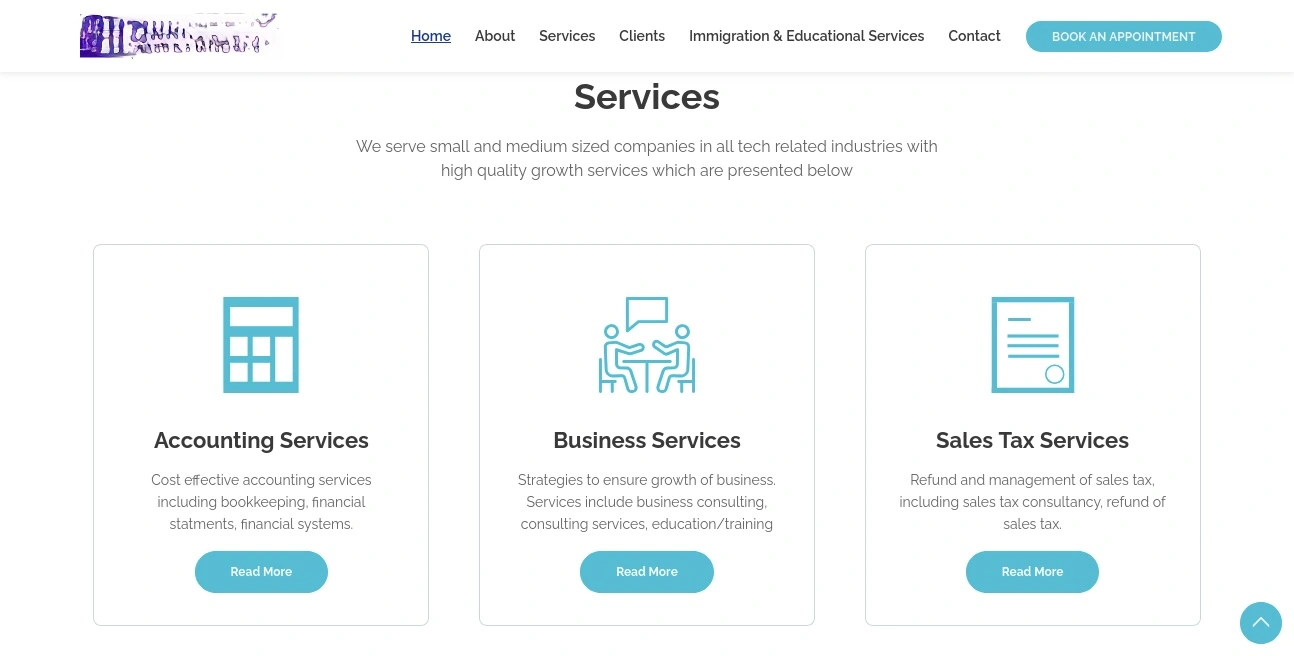 Home
About
Services
Clients
Immigration & Educational Services
Contact
BOOK AN APPOINTMENT
Services
We serve small and medium sized companies in all tech related industries with
high quality growth services which are presented below
Accounting Services
Cost effective accounting services
including bookkeeping, financial
statments, financial systems.
Read More
Business Services
Strategies to ensure growth of business.
Services include business consulting,
consulting services, education/training
Read More
Sales Tax Services
Refund and management of sales tax,
including sales tax consultancy, refund of
sales tax.
Read More